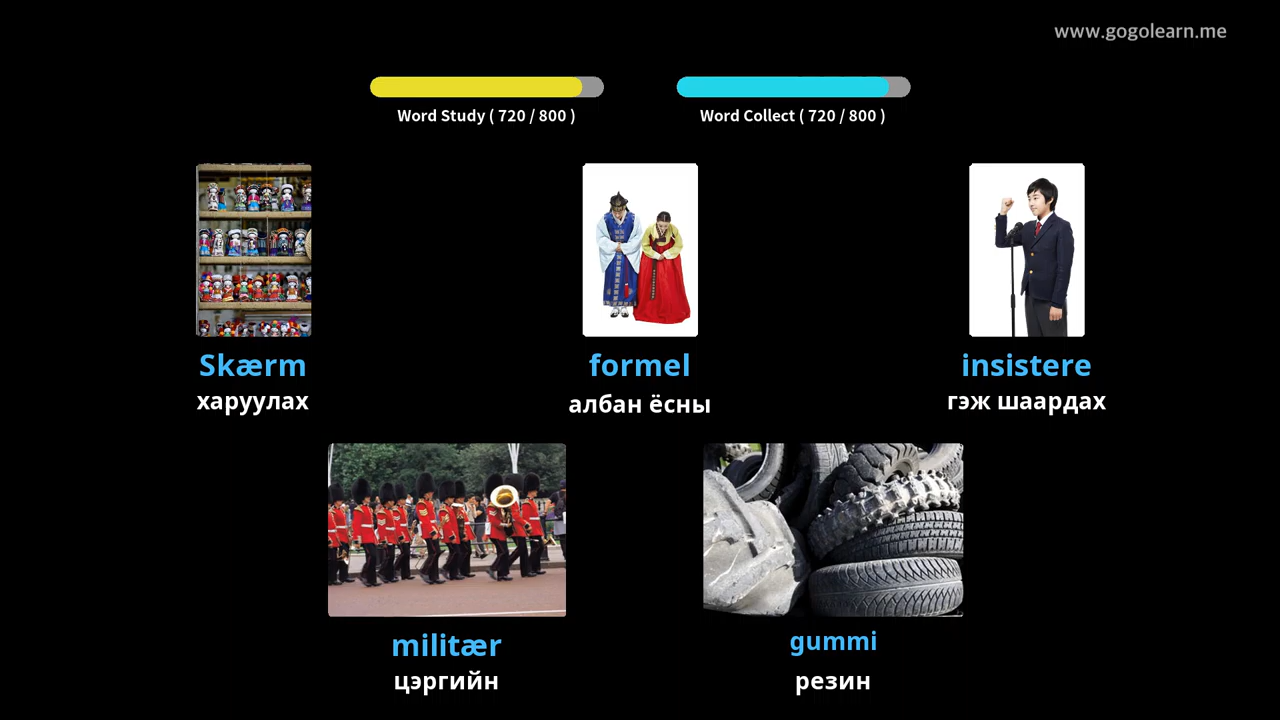 www.gogolearn.me
Word Study ( 720 / 800 )
Word Collect ( 720 / 800 )
Skærm
харуулах
formel
албан ёсны
insistere
гэж шаардах
militær
цэргийн
gummi
резин